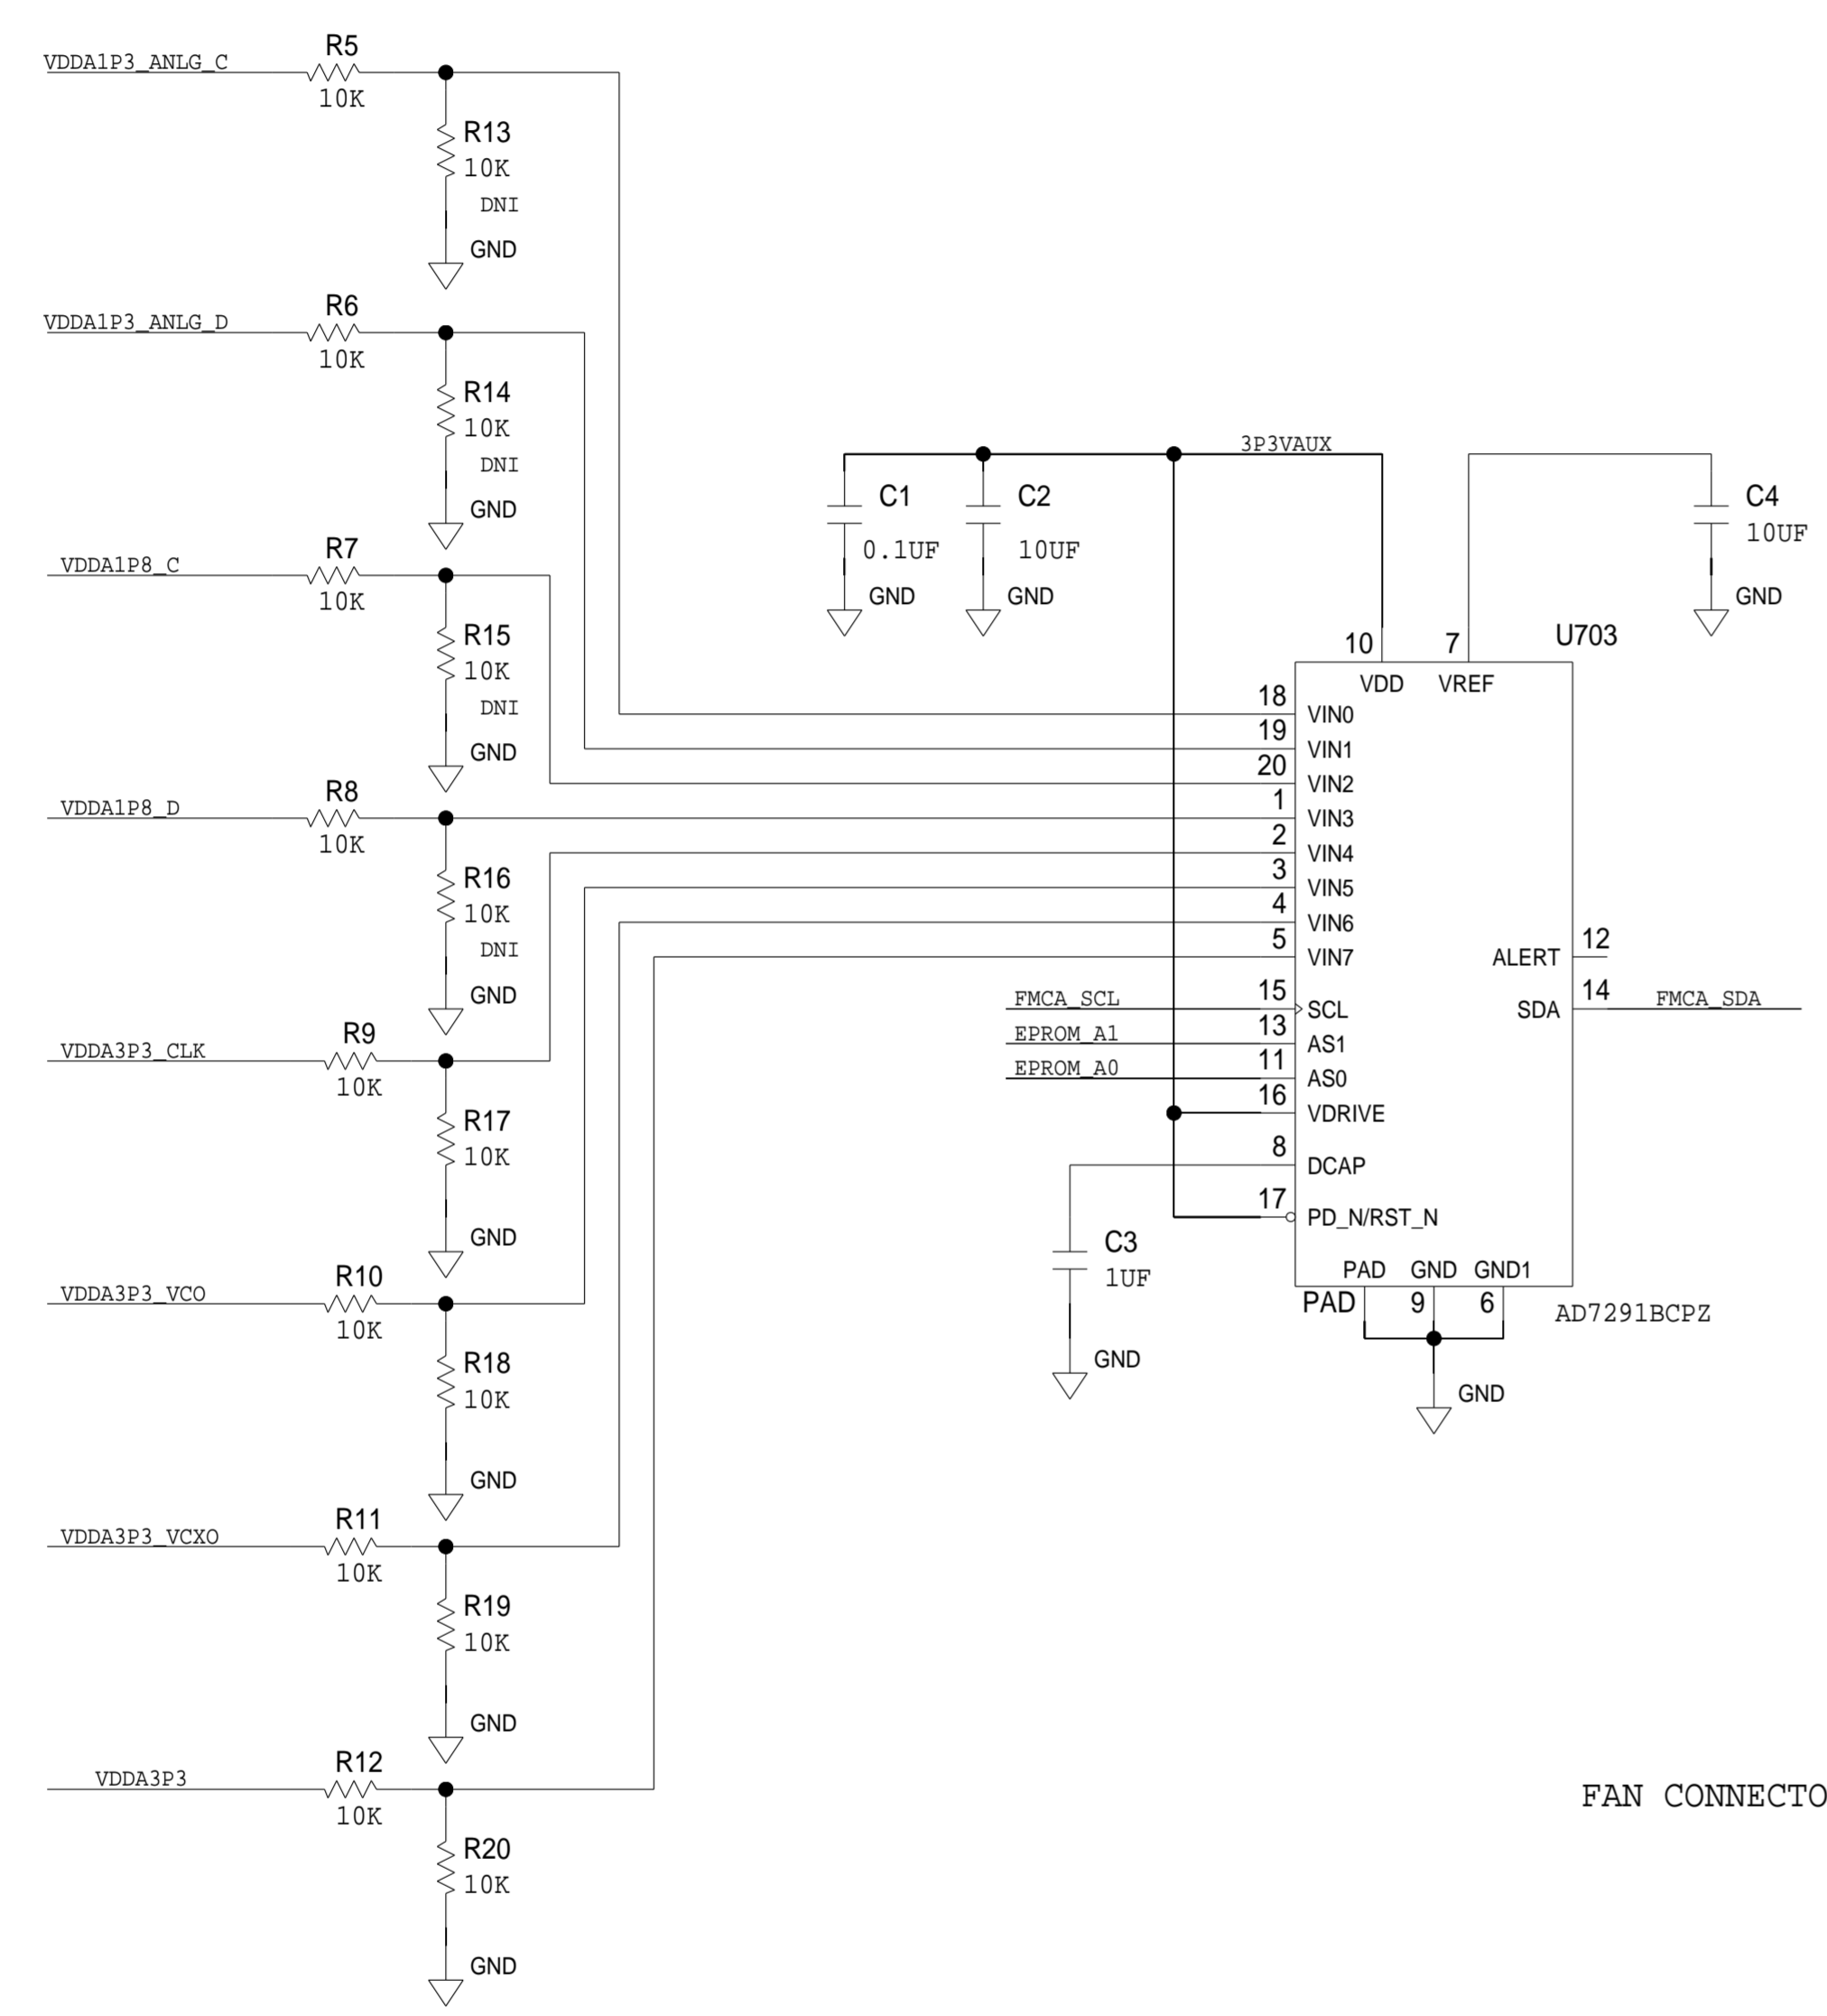 VDDA1P3_ANLG_C
R5
10K
R13
10K
DNI
GND
VDDA1P3_ANLG_D
R6
10K
R14
10K
DNI
GND
VDDA1P8_C
R7
10K
R15
10K
DNI
GND
VDDA1P8_D
R8
10K
R16
10K
DNI
GND
VDDA3P3_CLK
R9
10K
R17
10K
GND
VDDA3P3_VCO
R10
10K
R18
10K
GND
VDDA3P3_VCXO
R11
10K
R19
10K
GND
VDDA3P3
R12
10K
R20
10K
GND
3P3VAUX
C1
0.1UF
GND
C2
10UF
GND
C4
10UF
GND
U703
10
7
VDD
VREF
18
VIN0
19
VIN1
20
VIN2
1
VIN3
2
VIN4
3
VIN5
4
VIN6
5
VIN7
12
ALERT
FMCA_SCL
15
SCL
14
SDA
FMCA_SDA
EPROM_A1
13
AS1
EPROM_A0
11
AS0
16
VDRIVE
8
DCAP
17
PD_N/RST_N
C3
1UF
GND
PAD
GND
GND1
PAD
9
6
AD7291BCPZ
GND
FAN CONNECTO